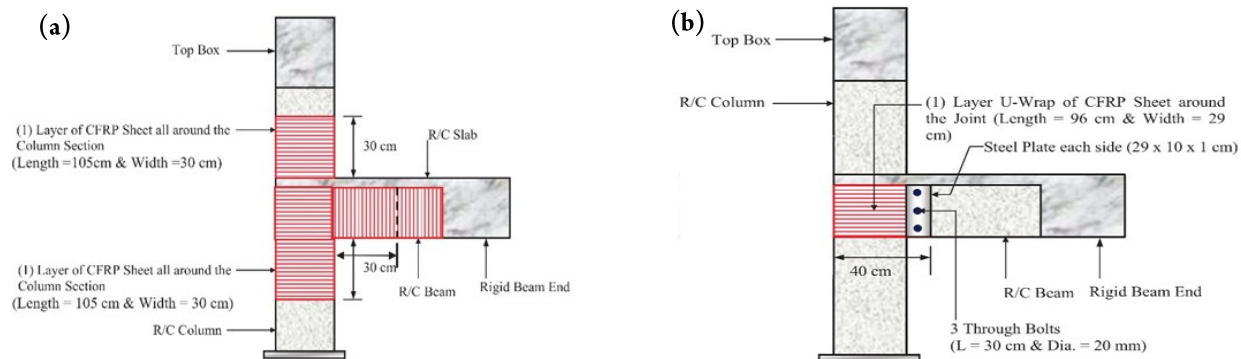 (a)
Top Box
(1) Layer of CFRP Sheet all around the
Column Section
(Length =105cm & Width =30 cm)
30 cm
R/C Slab
30 cm
(1) Layer of CFRP Sheet all around the
Column Section
(Length = 105 cm & Width = 30 cm)
R/C Beam
Rigid Beam End
R/C Column
(b)
Top Box
R/C Column
(1) Layer U-Wrap of CFRP Sheet around
the Joint (Length = 96 cm & Width = 29
cm)
Steel Plate each side (29 x 10 x 1 cm)
40 cm
R/C Beam
Rigid Beam End
3 Through Bolts
(L = 30 cm & Dia. = 20 mm)